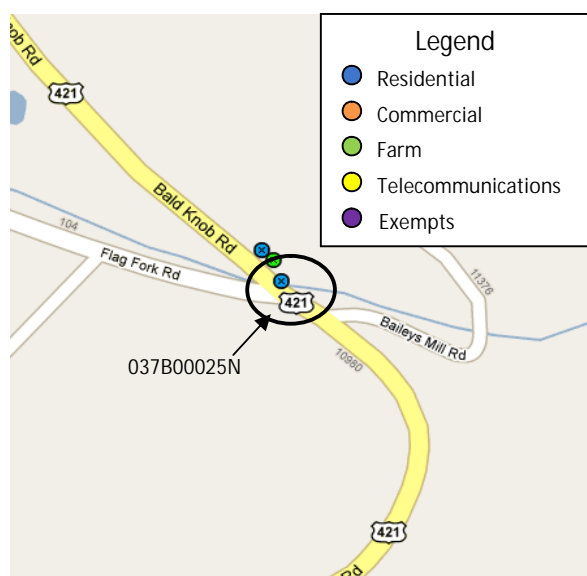 Legend
Residential
Commercial
Farm
Telecommunications
Exempts
ob Rd
421
Bald Knob Rd
104
Flag Fork Rd
421
11376
Baileys Mill Rd
10980
037B00025N
421
Rd